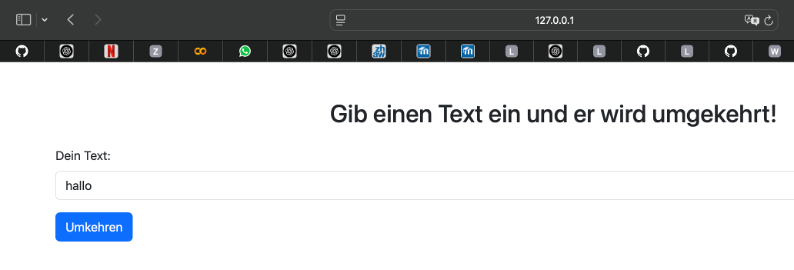 127.0.0.1
N Z L L L W
Gib einen Text ein und er wird umgekehrt!
Dein Text:
hallo
Umkehren